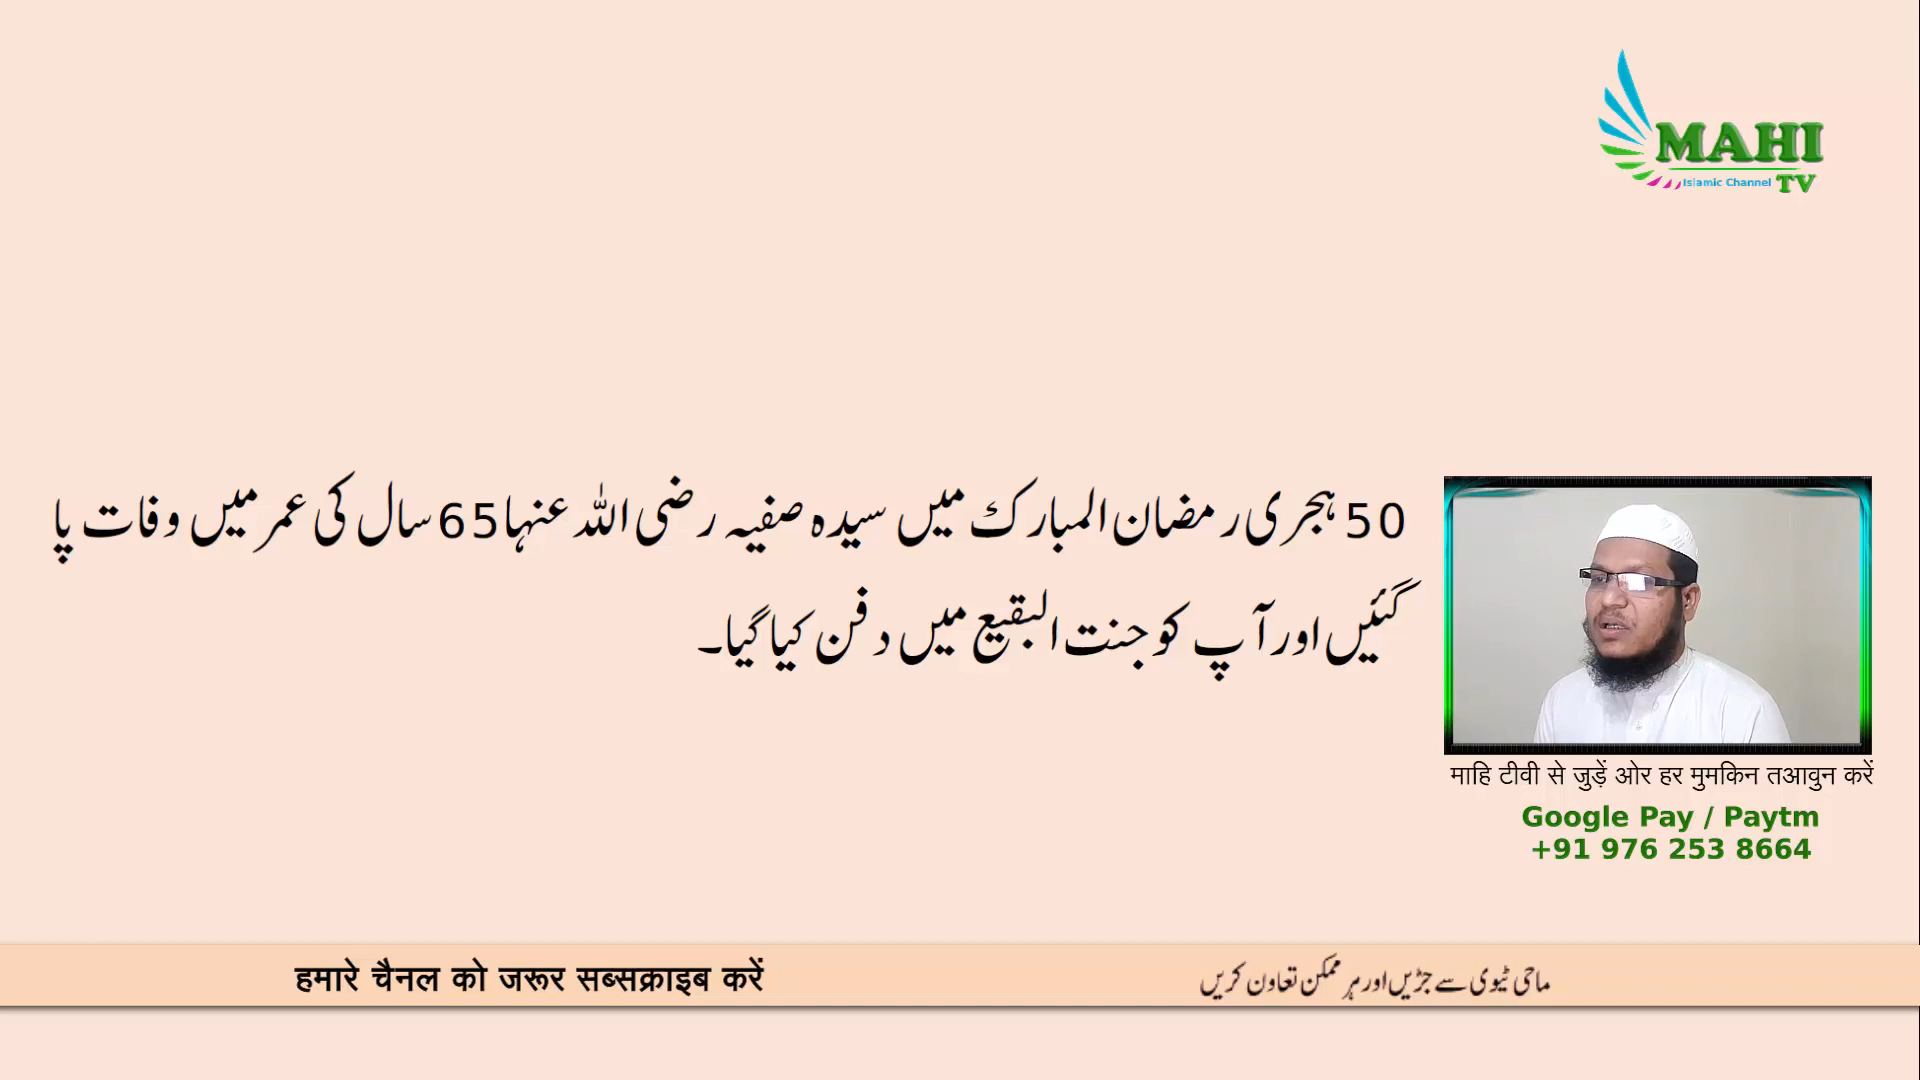 MAHI
Islamic Channel TV
50 ہجری رمضان المبارک میں سیدہ صفیہ رضی اللہ عنہا 65 سال کی عمر میں وفات پا
گئیں اور آپ کو جنت البقیع میں دفن کیا گیا۔
माहि टीवी से जुड़ें ओर हर मुमकिन तआवुन करें
Google Pay / Paytm
+91 976 253 8664
हमारे चैनल को जरूर सब्सक्राइब करें
ماحی ٹیوی سے جڑیں اور ہر ممکن تعاون کریں